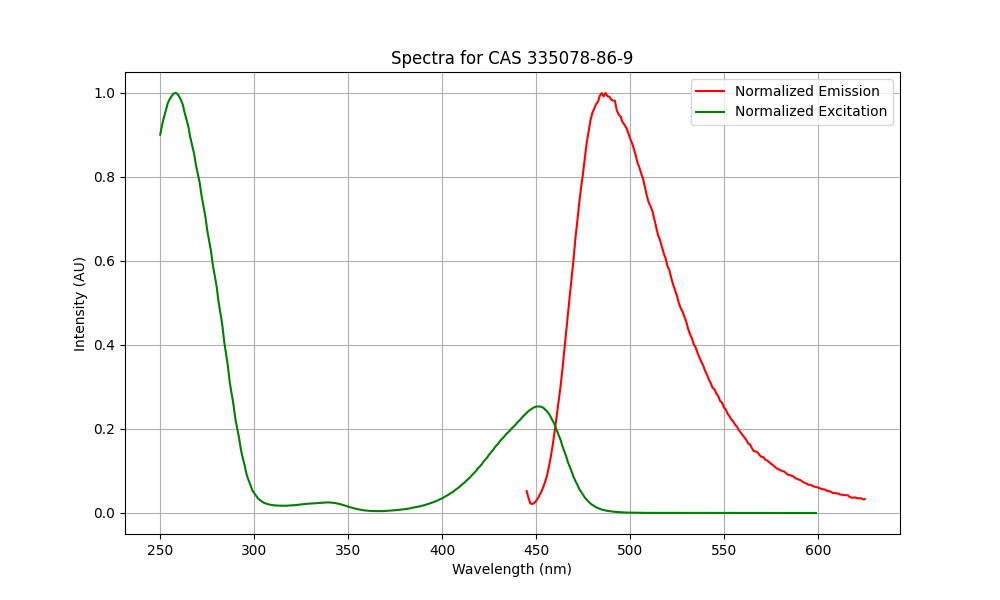 Spectra for CAS 335078-86-9
Normalized Emission
Normalized Excitation
Intensity (AU)
1.0
0.8
0.6
0.4
0.2
0.0
250 300 350 400 450 500 550 600
Wavelength (nm)